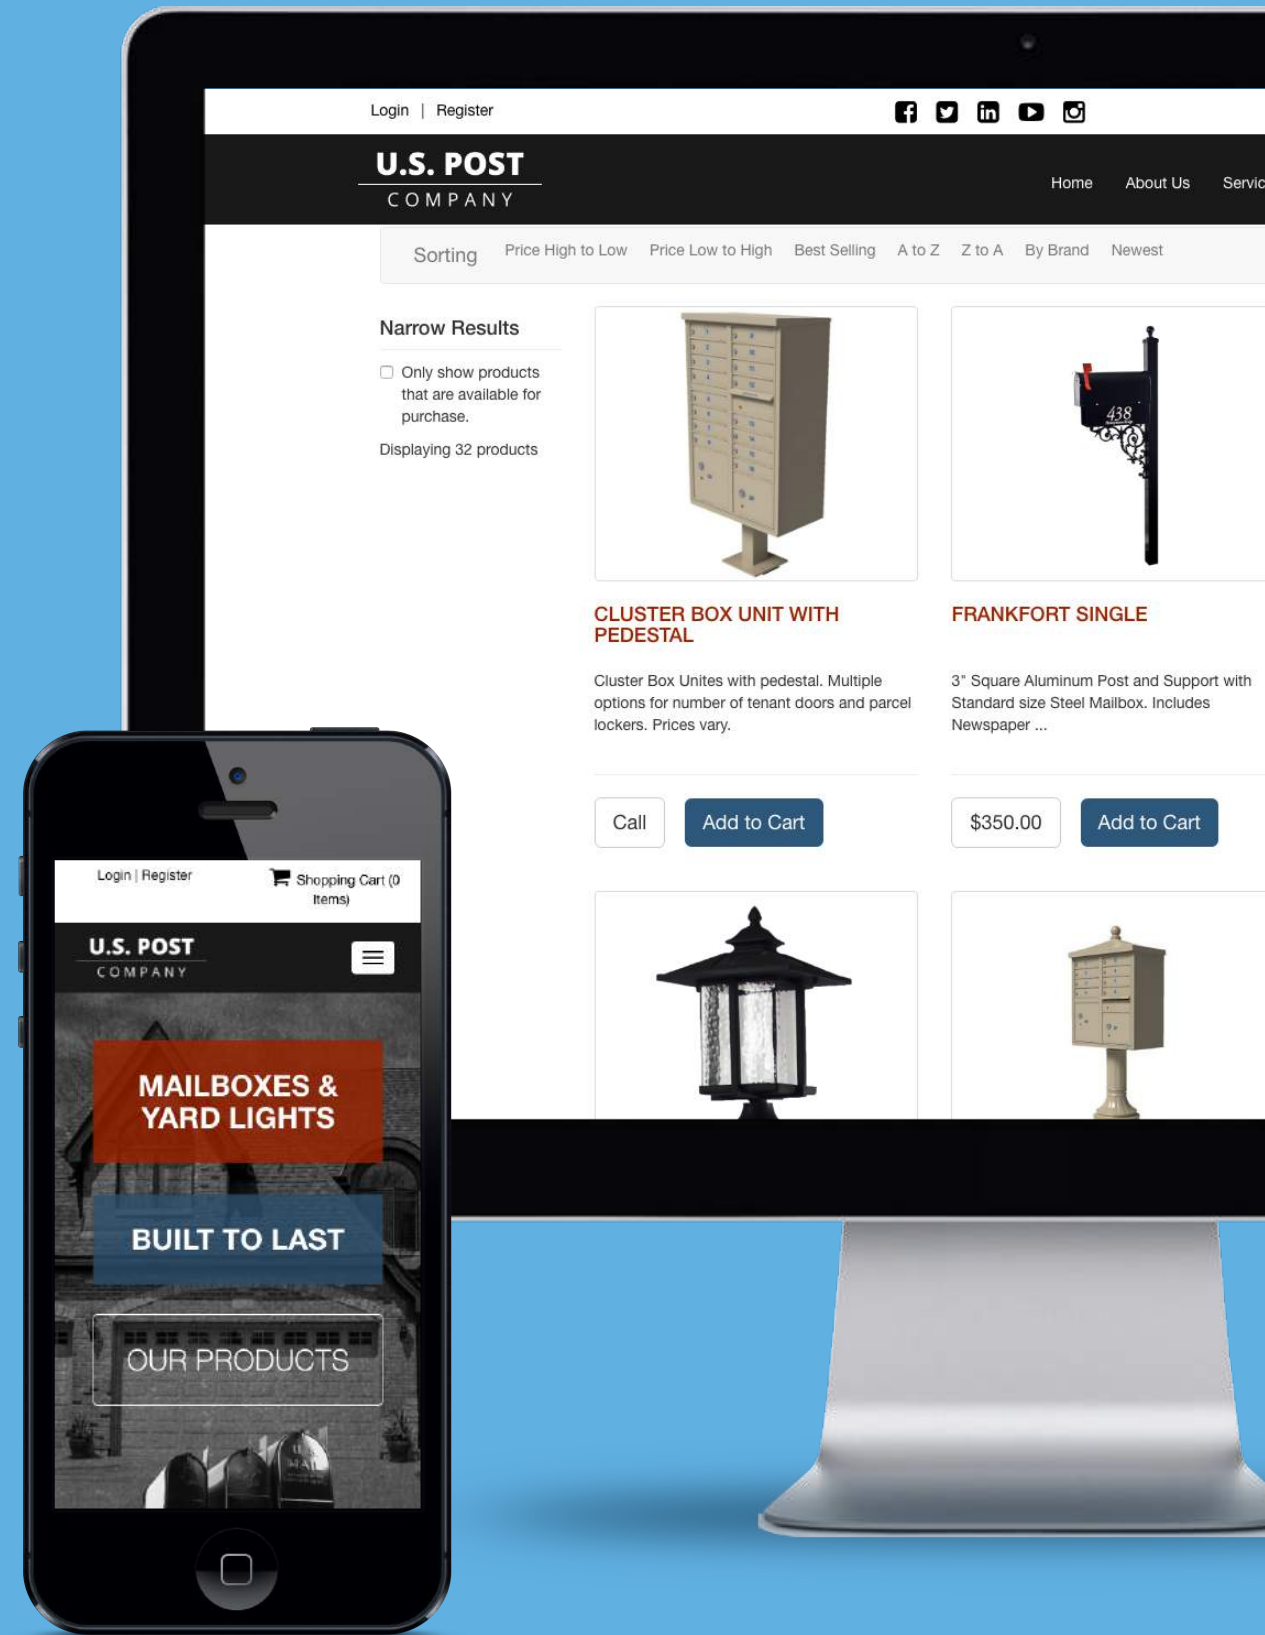 Login | Register
U.S. POST
COMPANY
Home About Us
Sorting Price High to Low Price Low to High Best Selling A to Z Z to A By Brand Newest
Narrow Results
Only show products
that are available for
purchase.
Displaying 32 products
438
CLUSTER BOX UNIT WITH
PEDESTAL
Cluster Box Unites with pedestal. Multiple
options for number of tenant doors and parcel
lockers. Prices vary.
Call Add to Cart
FRANKFORT SINGLE
3" Square Aluminum Post and Support with
Standard size Steel Mailbox. Includes
Newspaper ...
$350.00 Add to Cart
Login | Register
Shopping Cart (0
Items)
U.S. POST
COMPANY
MAILBOXES &
YARD LIGHTS
BUILT TO LAST
OUR PRODUCTS
U.S.
MAIL